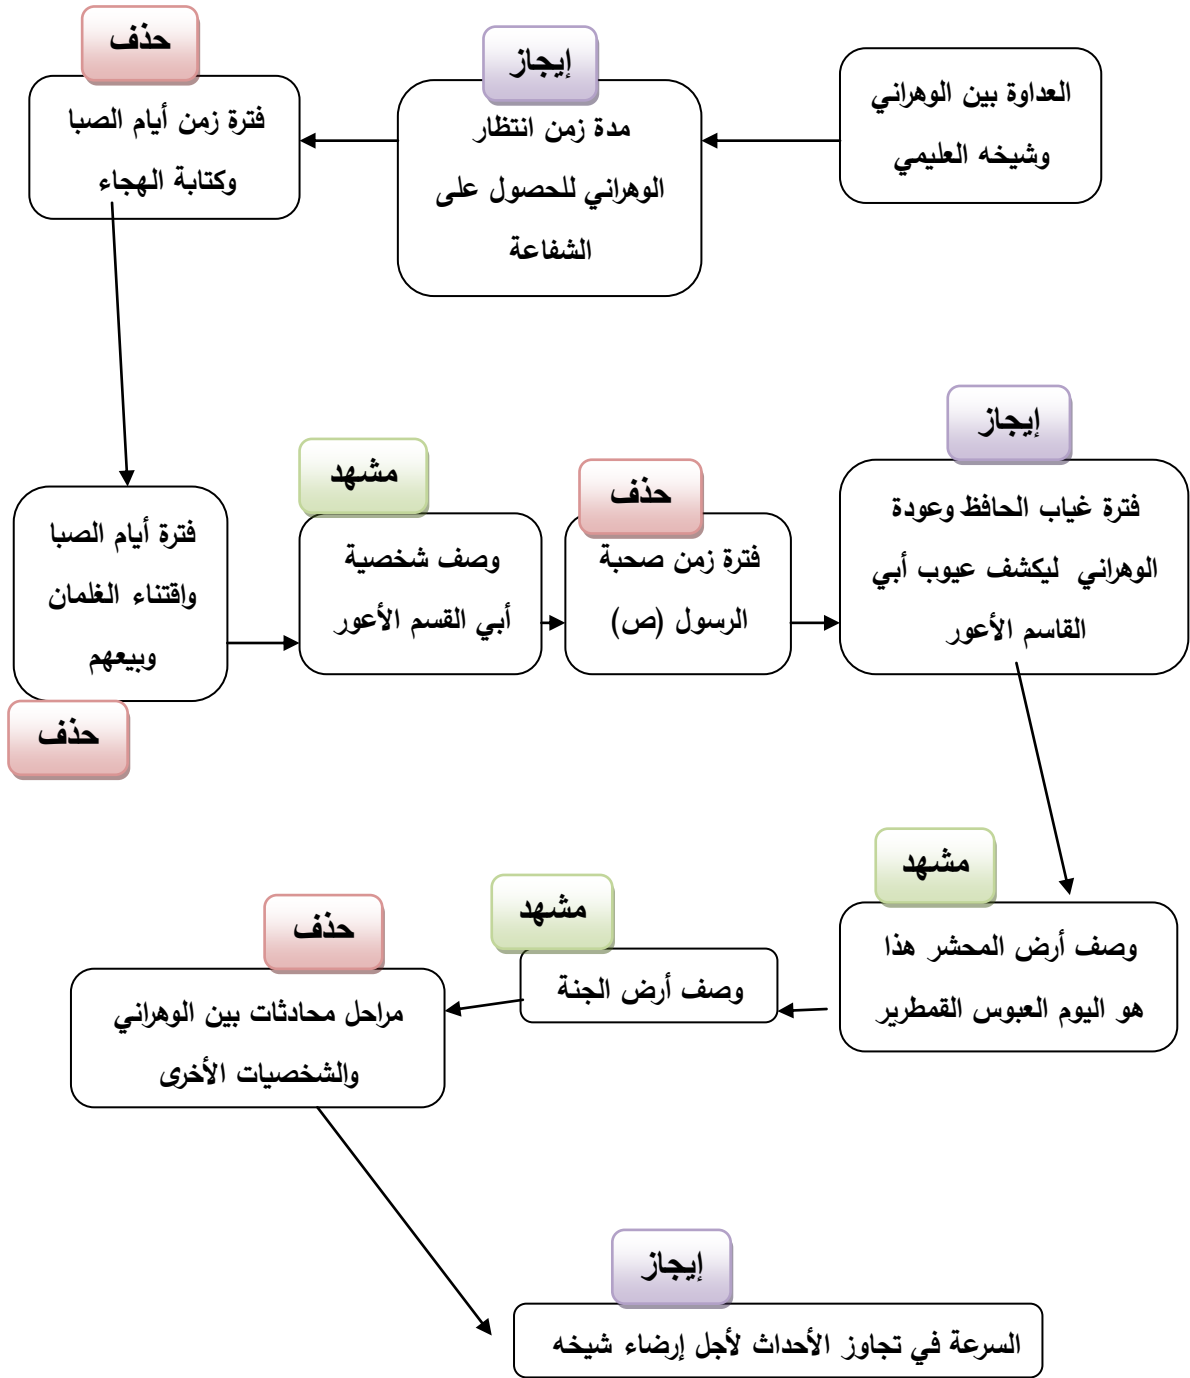 العداوة بين الوهراني
وشيخه العليمي
إيجاز
مدة زمن انتظار
الوهراني للحصول على
الشفاعة
حذف
فترة زمن أيام الصبا
وكتابة الهجاء
فترة أيام الصبا
واقتناء الغلمان
وبيعهم
حذف
مشهد
وصف شخصية
أبي القسم الأعور
حذف
فترة زمن صحبة
الرسول (ص)
إيجاز
فترة غياب الحافظ وعودة
الوهراني ليكشف عيوب أبي
القاسم الأعور
مشهد
وصف أرض المحشر هذا
هو اليوم العبوس القمطرير
مشهد
وصف أرض الجنة
حذف
مراحل محادثات بين الوهراني
والشخصيات الأخرى
إيجاز
السرعة في تجاوز الأحداث لأجل إرضاء شيخه